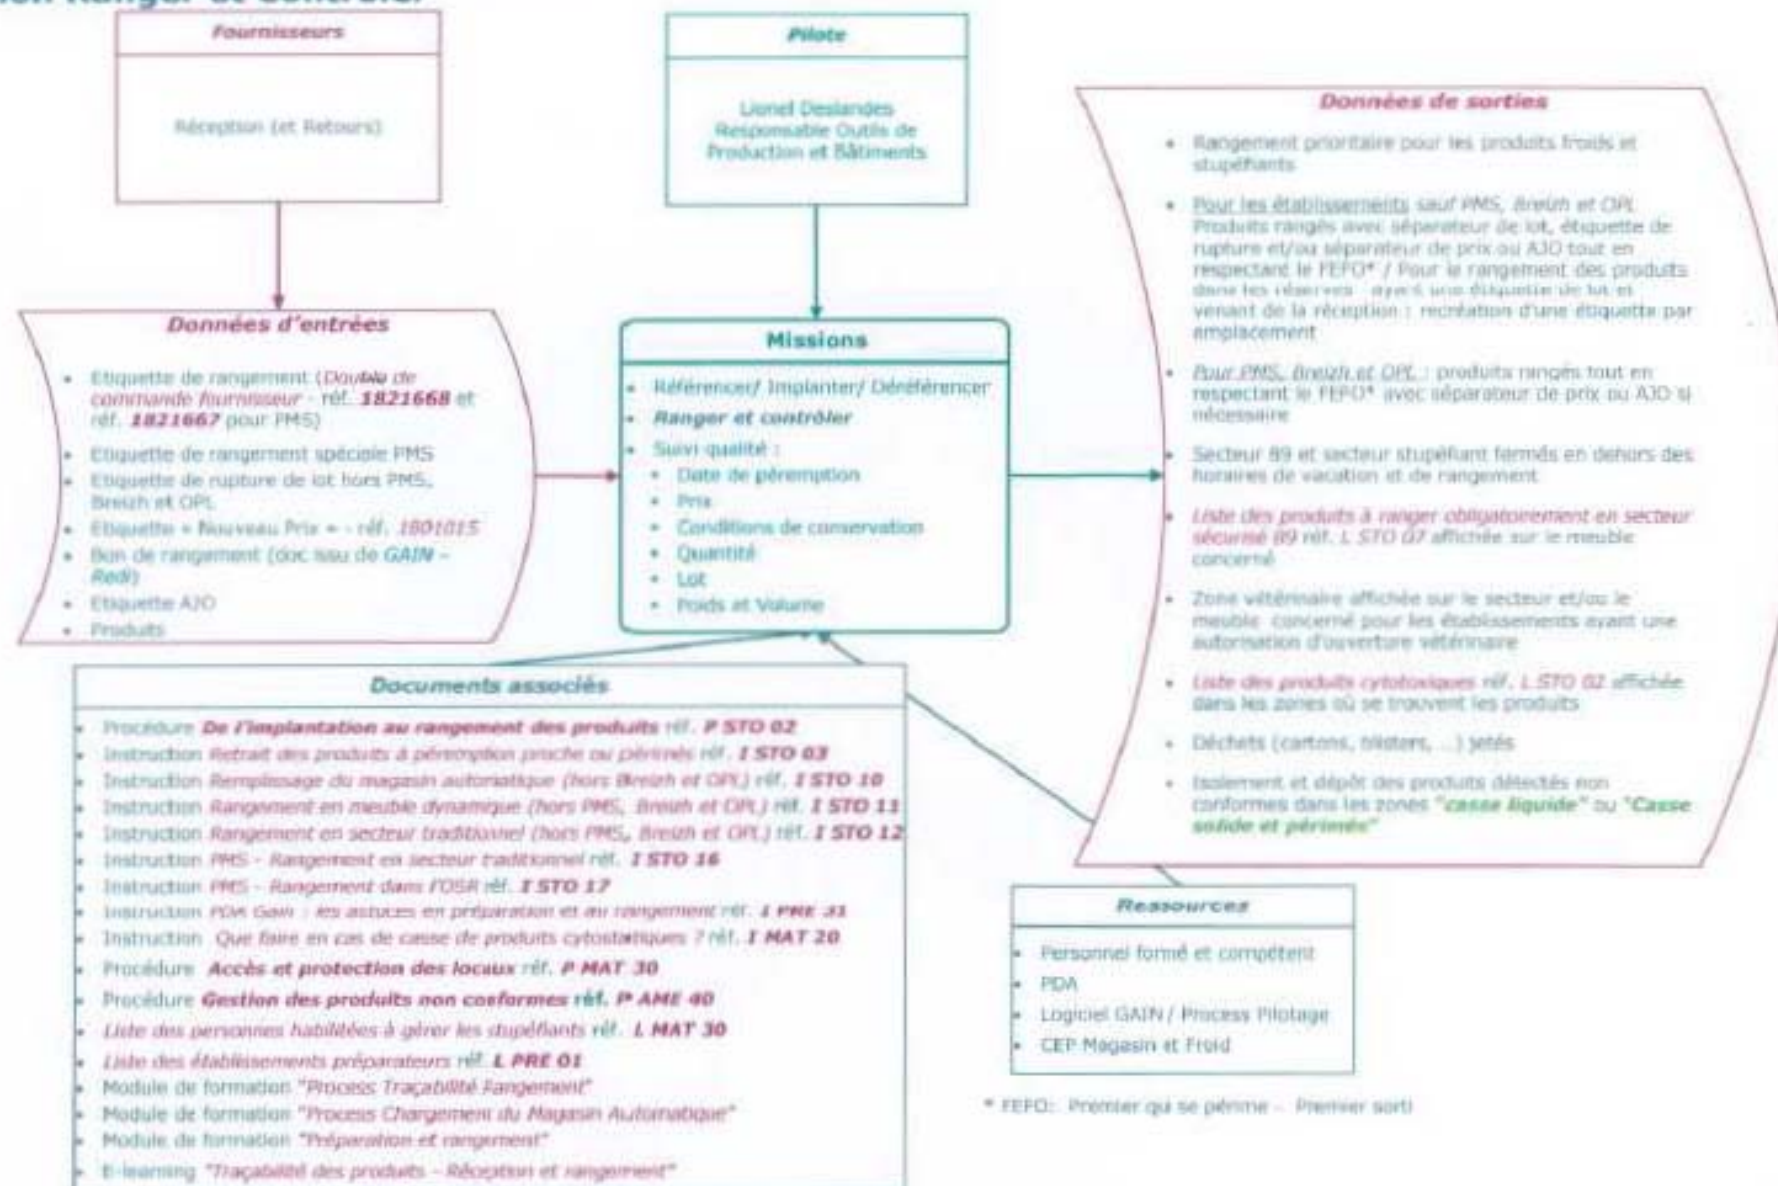 Ranger et Contrôler
Fournisseurs
Réception (et Retours)
Pilote
Lionel Deslandes
Responsable Outils de
Production et Bâtiments
Données d'entrées
• Etiquette de rangement (Double de
commande fournisseur - réf. 1821668 et
réf. 1821667 pour PMS)
• Etiquette de rangement spéciale PMS
• Etiquette de rupture de lot hors PMS,
Breizh et OPL
• Etiquette « Nouveau Prix » - réf. 1801015
• Bon de rangement (doc issu de GAIN –
Redi)
• Etiquette AJO
• Produits
Missions
• Référencer/ Implanter/ Déréférencer
• Ranger et contrôler
• Suivi qualité :
• Date de péremption
• Prix
• Conditions de conservation
• Quantité
• Lot
• Poids et Volume
Données de sorties
• Rangement prioritaire pour les produits froids et
stupéfiants
• Pour les établissements sauf PMS, Breizh et OPL
Produits rangés avec séparateur de lot, étiquette de
rupture et/ou séparateur de prix ou AJO tout en
respectant le FEFO* / Pour le rangement des produits
dans les réserves ayant une étiquette de lot et
venant de la réception : recréation d'une étiquette par
emplacement
• Pour PMS, Breizh et OPL : produits rangés tout en
respectant le FEFO* avec séparateur de prix ou AJO si
nécessaire
• Secteur 89 et secteur stupéfiant fermés en dehors des
horaires de vacation et de rangement
• Liste des produits à ranger obligatoirement en secteur
sécurisé 89 réf. L STO 07 affichée sur le meuble
concerné
• Zone vétérinaire affichée sur le secteur et/ou le
meuble concerné pour les établissements ayant une
autorisation d'ouverture vétérinaire
• Liste des produits cytotoxiques réf. L STO 02 affichée
dans les zones où se trouvent les produits
• Déchets (cartons, blisters, ...) jetés
• Isolement et dépôt des produits détectés non
conformes dans les zones "casse liquide" ou "Casse
solide et périmés"
Documents associés
• Procédure De l'implantation au rangement des produits réf. P STO 02
• Instruction Retrait des produits à péremption proche ou périmés réf. I STO 03
• Instruction Remplissage du magasin automatique (hors Breizh et OPL) réf. I STO 10
• Instruction Rangement en meuble dynamique (hors PMS, Breizh et OPL) réf. I STO 11
• Instruction Rangement en secteur traditionnel (hors PMS, Breizh et OPL) réf. I STO 12
• Instruction PMS - Rangement en secteur traditionnel réf. I STO 16
• Instruction PMS - Rangement dans l'OSR réf. I STO 17
• Instruction PDA Gain : les astuces en préparation et au rangement réf. I PRE 31
• Instruction Que faire en cas de casse de produits cytostatiques ? réf. I MAT 20
• Procédure Accès et protection des locaux réf. P MAT 30
• Procédure Gestion des produits non conformes réf. P AME 40
• Liste des personnes habilitées à gérer les stupéfiants réf. L MAT 30
• Liste des établissements préparateurs réf. L PRE 01
• Module de formation "Process Traçabilité Rangement"
• Module de formation "Process Chargement du Magasin Automatique"
• Module de formation "Préparation et rangement"
• E-learning "Traçabilité des produits – Réception et rangement"
Ressources
• Personnel formé et compétent
• PDA
• Logiciel GAIN / Process Pilotage
• CEP Magasin et Froid
* FEFO: Premier qui se périme – Premier sorti